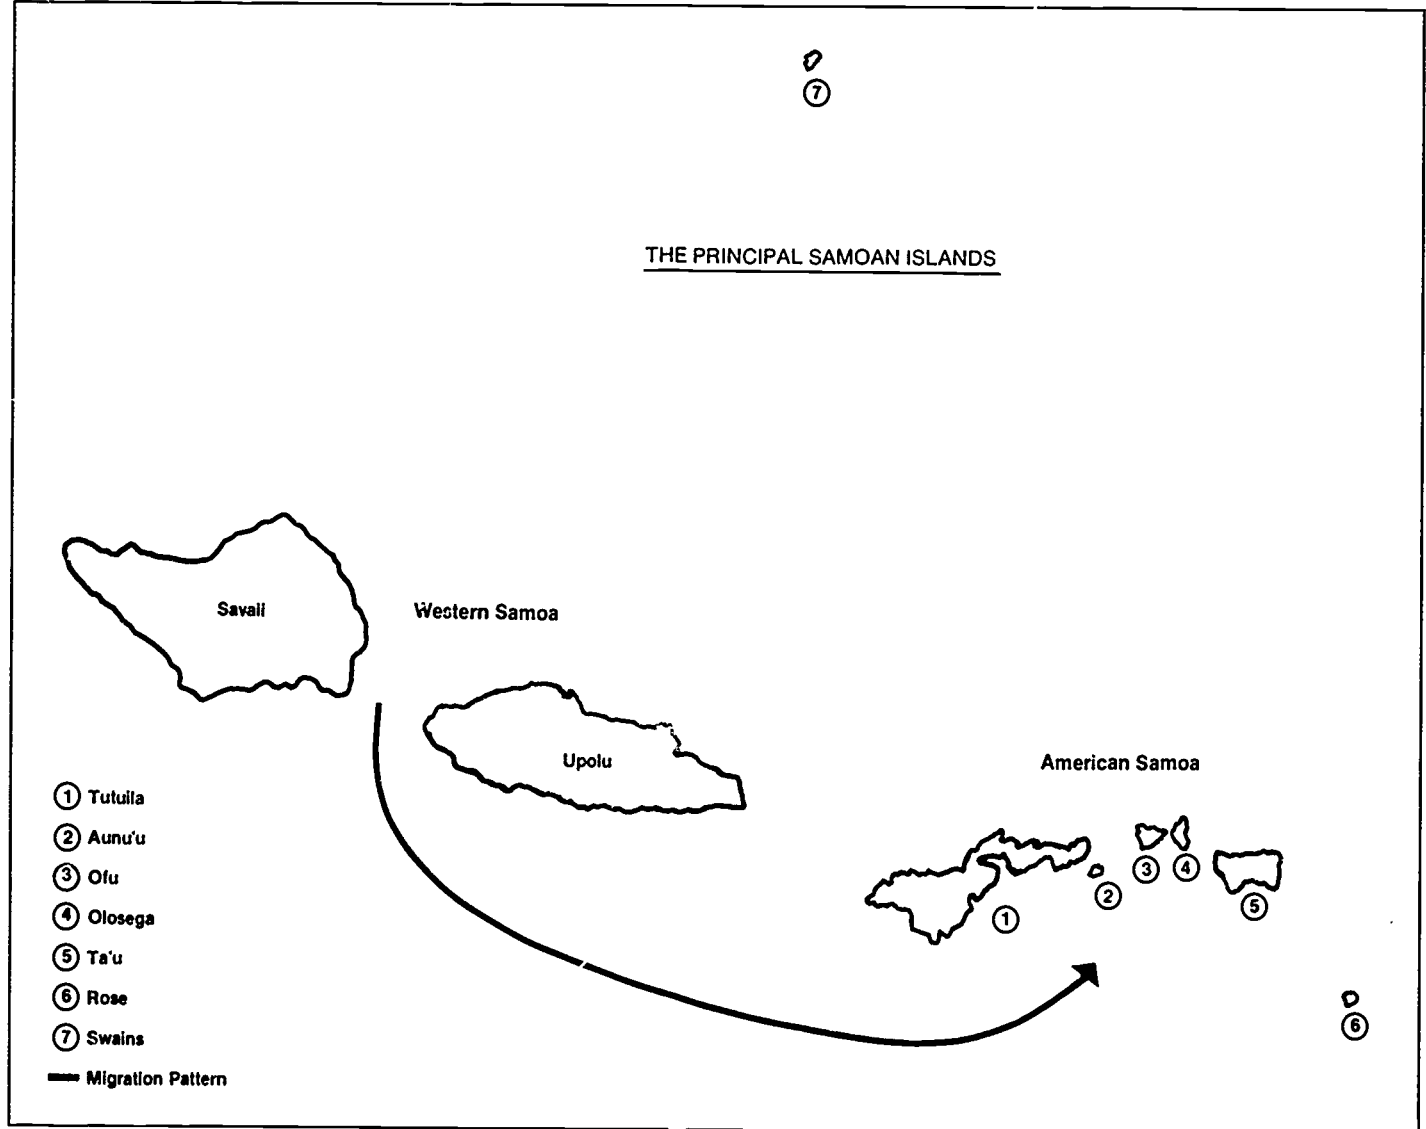 7
THE PRINCIPAL SAMOAN ISLANDS
Savaii
Western Samoa
Upolu
American Samoa
1
2
3
4
5
6
1 Tutuila
2 Aunu'u
3 Ofu
4 Olosega
5 Ta'u
6 Rose
7 Swains
Migration Pattern